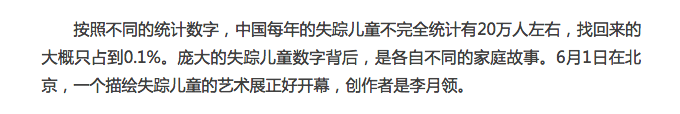 按照不同的统计数字，中国每年的失踪儿童不完全统计有20万人左右，找回来的
大概只占到0.1%。庞大的失踪儿童数字背后，是各自不同的家庭故事。6月1日在北
京，一个描绘失踪儿童的艺术展正好开幕，创作者是李月领。